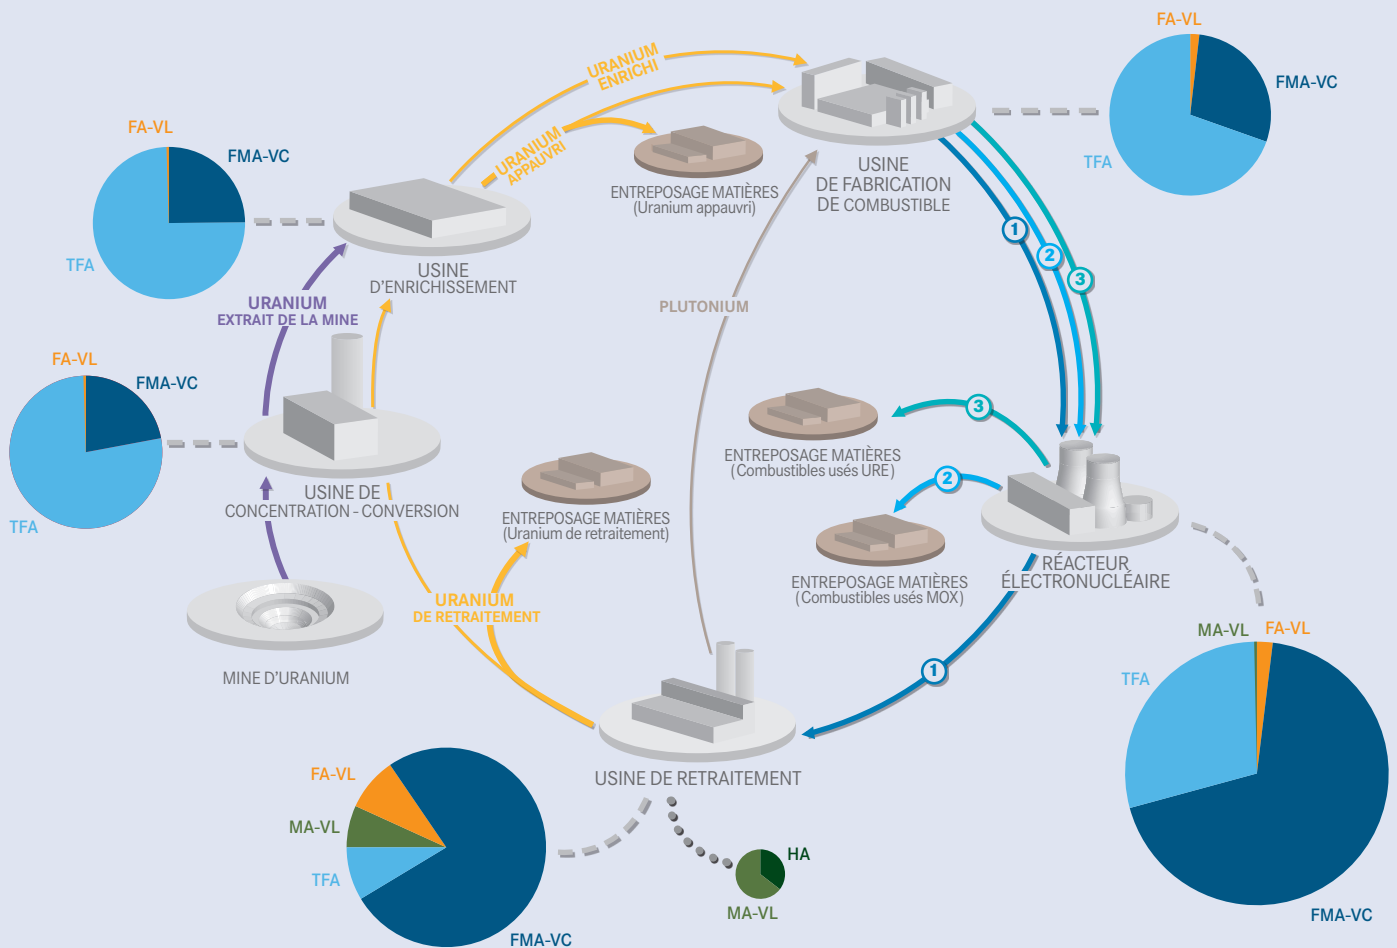 FA-VL
FMA-VC
TFA
URANIUM
ENRICHI
URANIUM
APPAUVRI
ENTREPOSAGE MATIÈRES
(Uranium appauvri)
USINE
DE FABRICATION
DE COMBUSTIBLE
FA-VL
FMA-VC
TFA
USINE
D'ENRICHISSEMENT
URANIUM
EXTRAIT DE LA MINE
PLUTONIUM
1
2
3
FA-VL
FMA-VC
TFA
USINE DE
CONCENTRATION - CONVERSION
ENTREPOSAGE MATIÈRES
(Uranium de retraitement)
3
ENTREPOSAGE MATIÈRES
(Combustibles usés URE)
2
ENTREPOSAGE MATIÈRES
(Combustibles usés MOX)
RÉACTEUR
ÉLECTRONUCLÉAIRE
URANIUM
DE RETRAITEMENT
MINE D'URANIUM
1
USINE DE RETRAITEMENT
MA-VL
FA-VL
TFA
FMA-VC
FA-VL
MA-VL
TFA
FMA-VC
HA
MA-VL